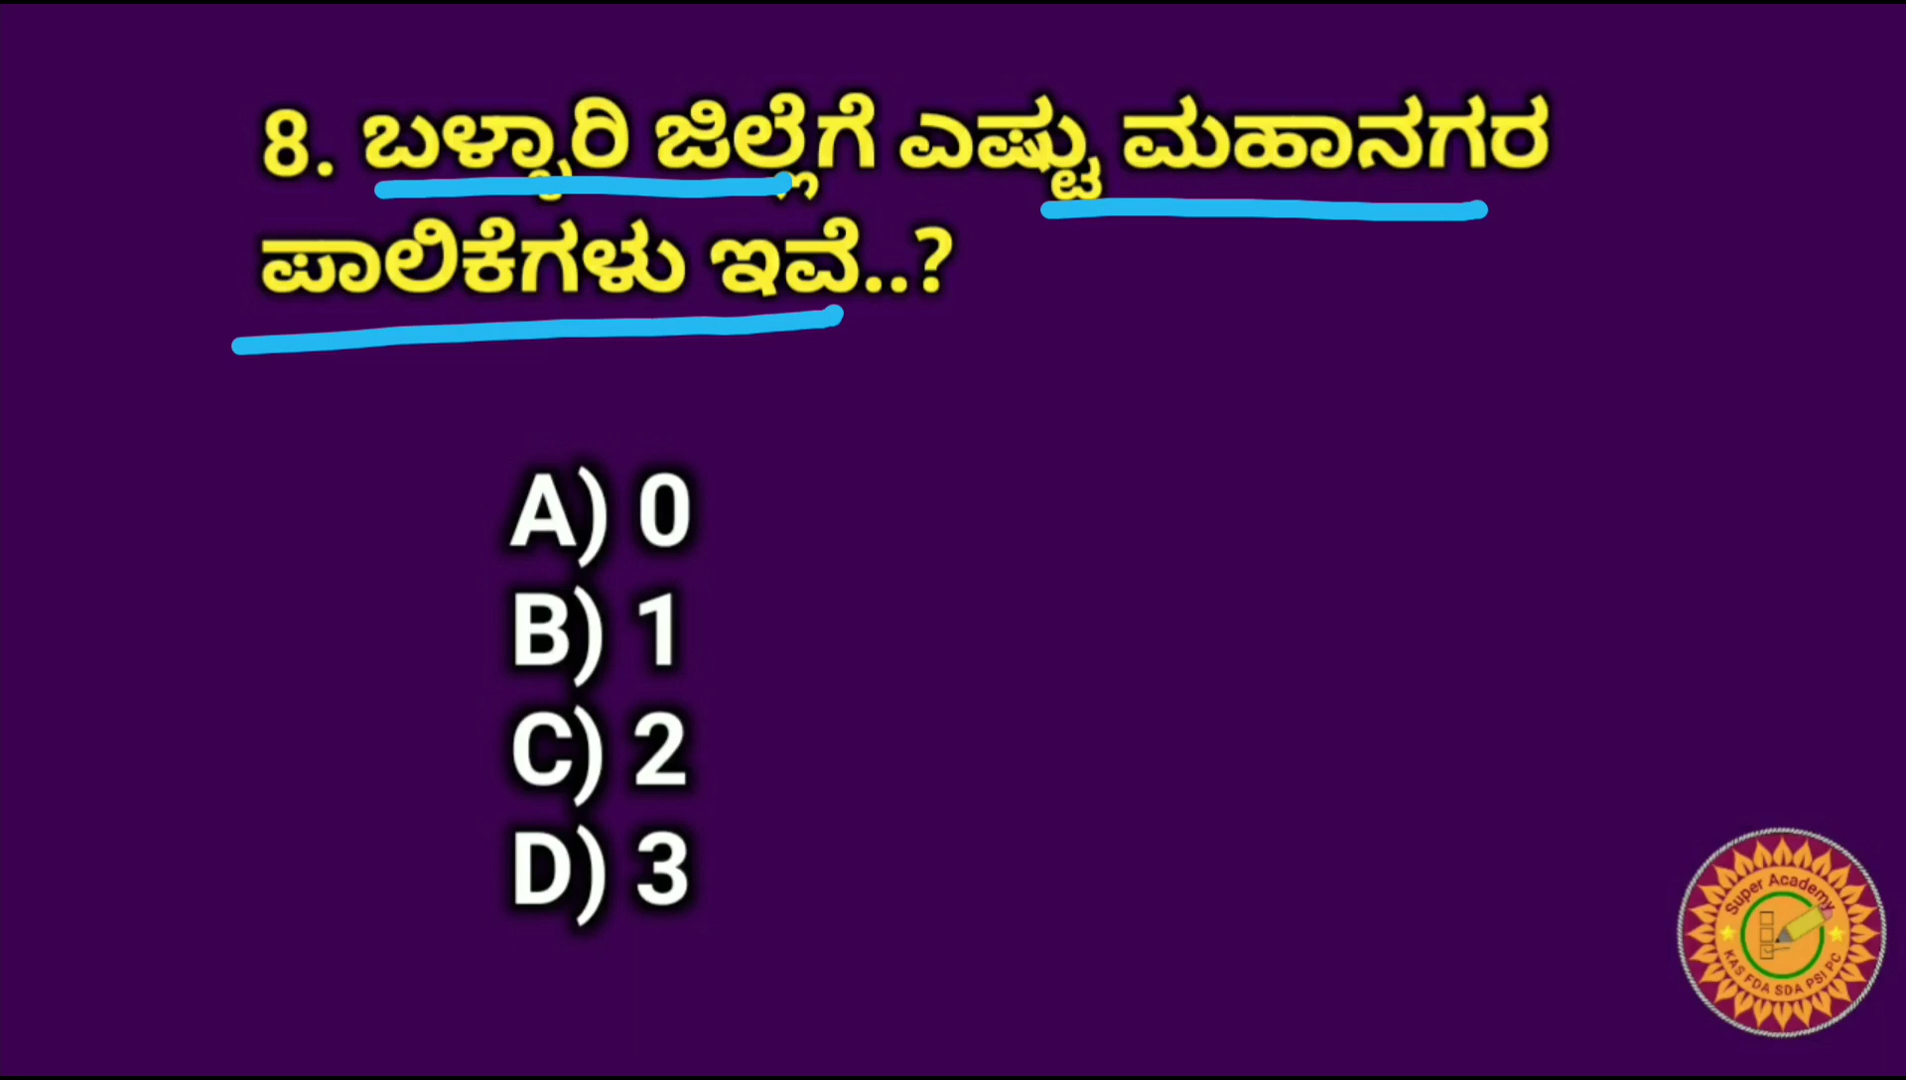 8. ಬಳ್ಳಾರಿ ಜಿಲ್ಲೆಗೆ ಎಷ್ಟು ಮಹಾನಗರ
ಪಾಲಿಕೆಗಳು ಇವೆ..?
A) 0
B) 1
C) 2
D) 3
Super Academy
KAS FDA SDA PSI PC